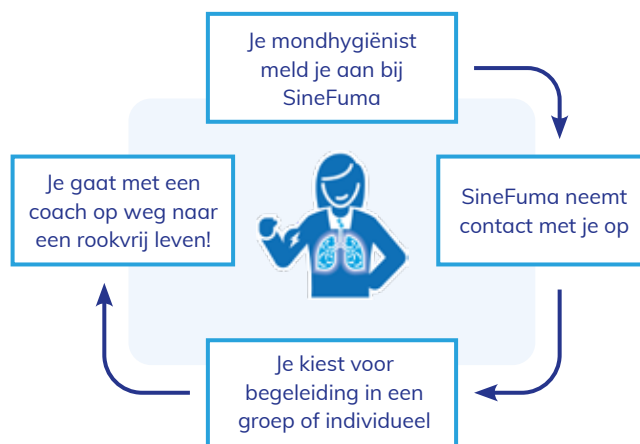 Je mondhygiënist
meld je aan bij
SineFuma
SineFuma neemt
contact met je op
Je kiest voor
begeleiding in een
groep of individueel
Je gaat met een
coach op weg naar
een rookvrij leven!